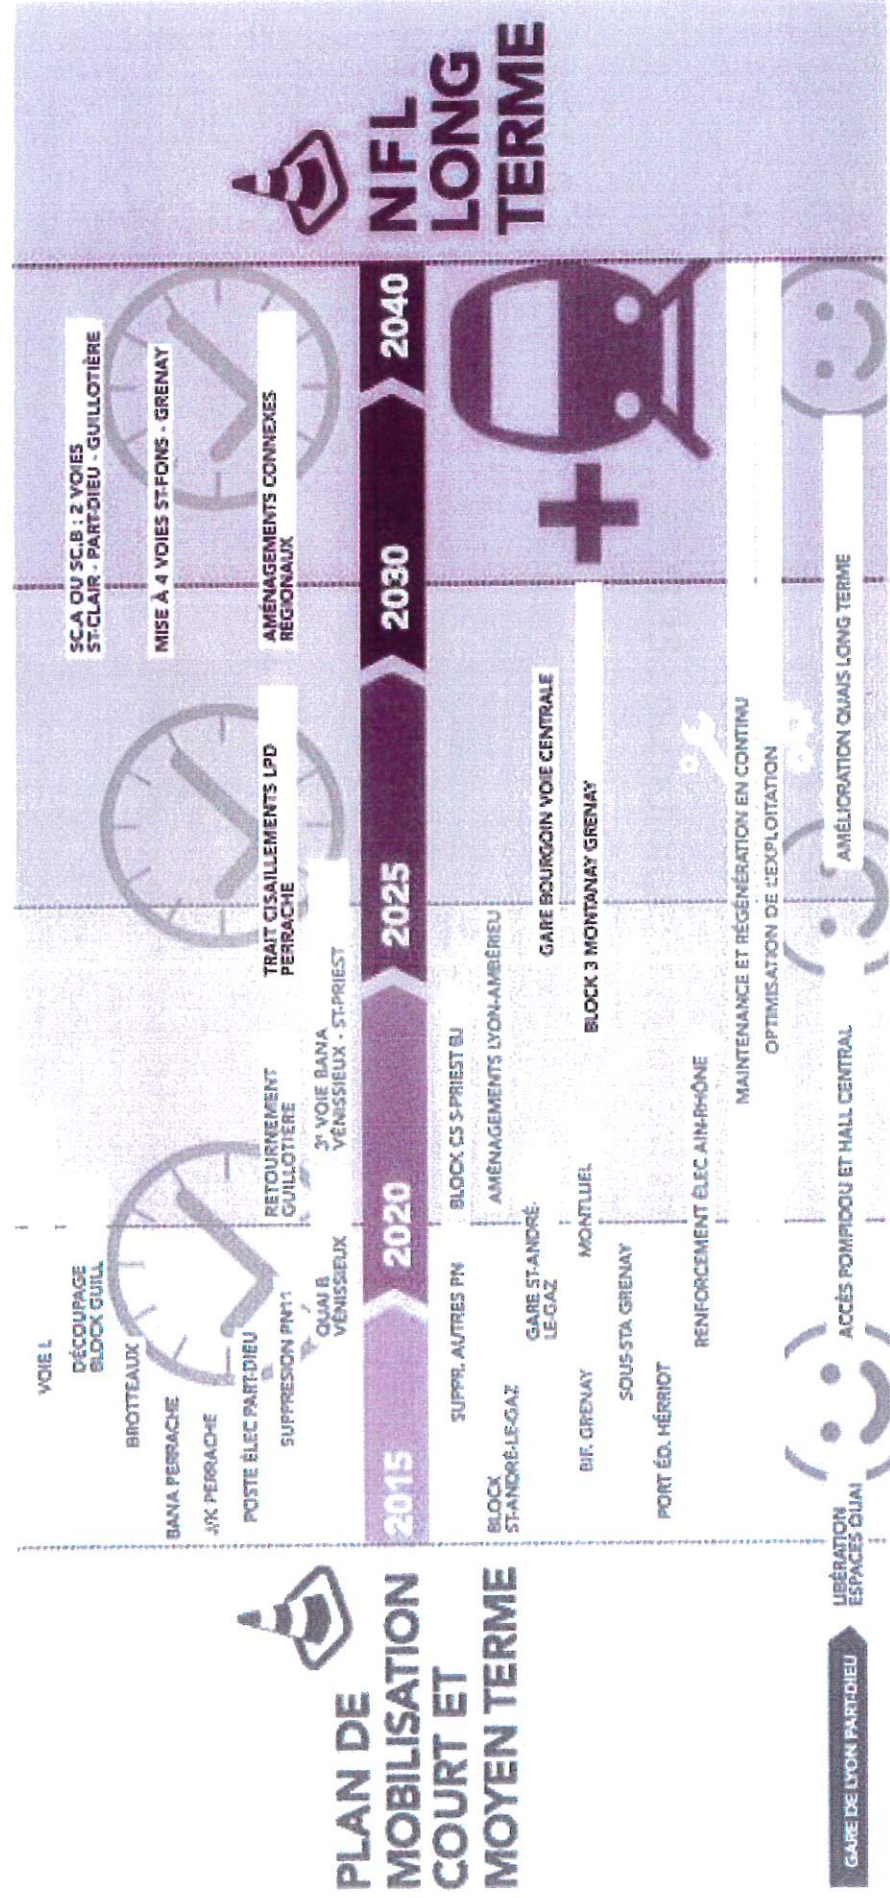 PLAN DE
MOBILISATION
COURT ET
MOYEN TERME
VOIE L
DÉCOUPAGE
BLOCK GUILL
BROTTEAUX
BANA PERRACHE
J/K PERRACHE
POSTE ÉLEC PART-DIEU
SUPPRESION PN11
QUAI B
VÉNISSIEUX
RETOURNEMENT
GUILLOTIÈRE
3E VOIE BANA
VÉNISSIEUX - ST-PRIEST
TRAIT CISAILLEMENTS LPD
PERRACHE
SC.A OU SC.B : 2 VOIES
ST-CLAIR - PART-DIEU - GUILLOTIÈRE
MISE À 4 VOIES ST-FONS - GRENAY
AMÉNAGEMENTS CONNEXES
RÉGIONAUX
2015
2020
2025
2030
2040
NFL
LONG
TERME
SUPPR. AUTRES PN
BLOCK CS S-PRIEST BJ
BLOCK
ST-ANDRÉ-LE-GAZ
AMÉNAGEMENTS LYON-AMBÉRIEU
GARE ST-ANDRÉ-
LE-GAZ
GARE BOURGOIN VOIE CENTRALE
BIF. GRENAY
MONTLUEL
BLOCK 3 MONTANAY GRENAY
SOUS-STA GRENAY
PORT ÉD. HÉRRIOT
RENFORCEMENT ÉLEC AIN-RHÔNE
MAINTENANCE ET RÉGÉNÉRATION EN CONTINU
OPTIMISATION DE L'EXPLOITATION
GARE DE LYON PART-DIEU
LIBÉRATION
ESPACES QUAI
ACCÈS POMPIDOU ET HALL CENTRAL
AMÉLIORATION QUAIS LONG TERME